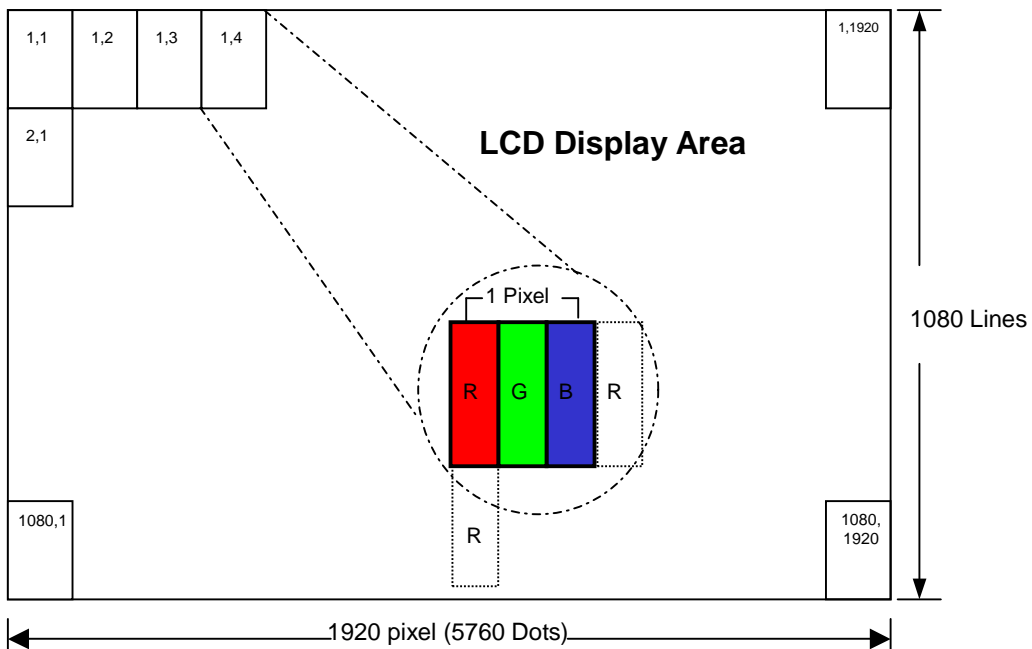 1,1 1,2 1,3 1,4 1,1920
2,1
LCD Display Area
1 Pixel
1080 Lines
R G B R
R
1080,1
1080,
1920
1920 pixel (5760 Dots)